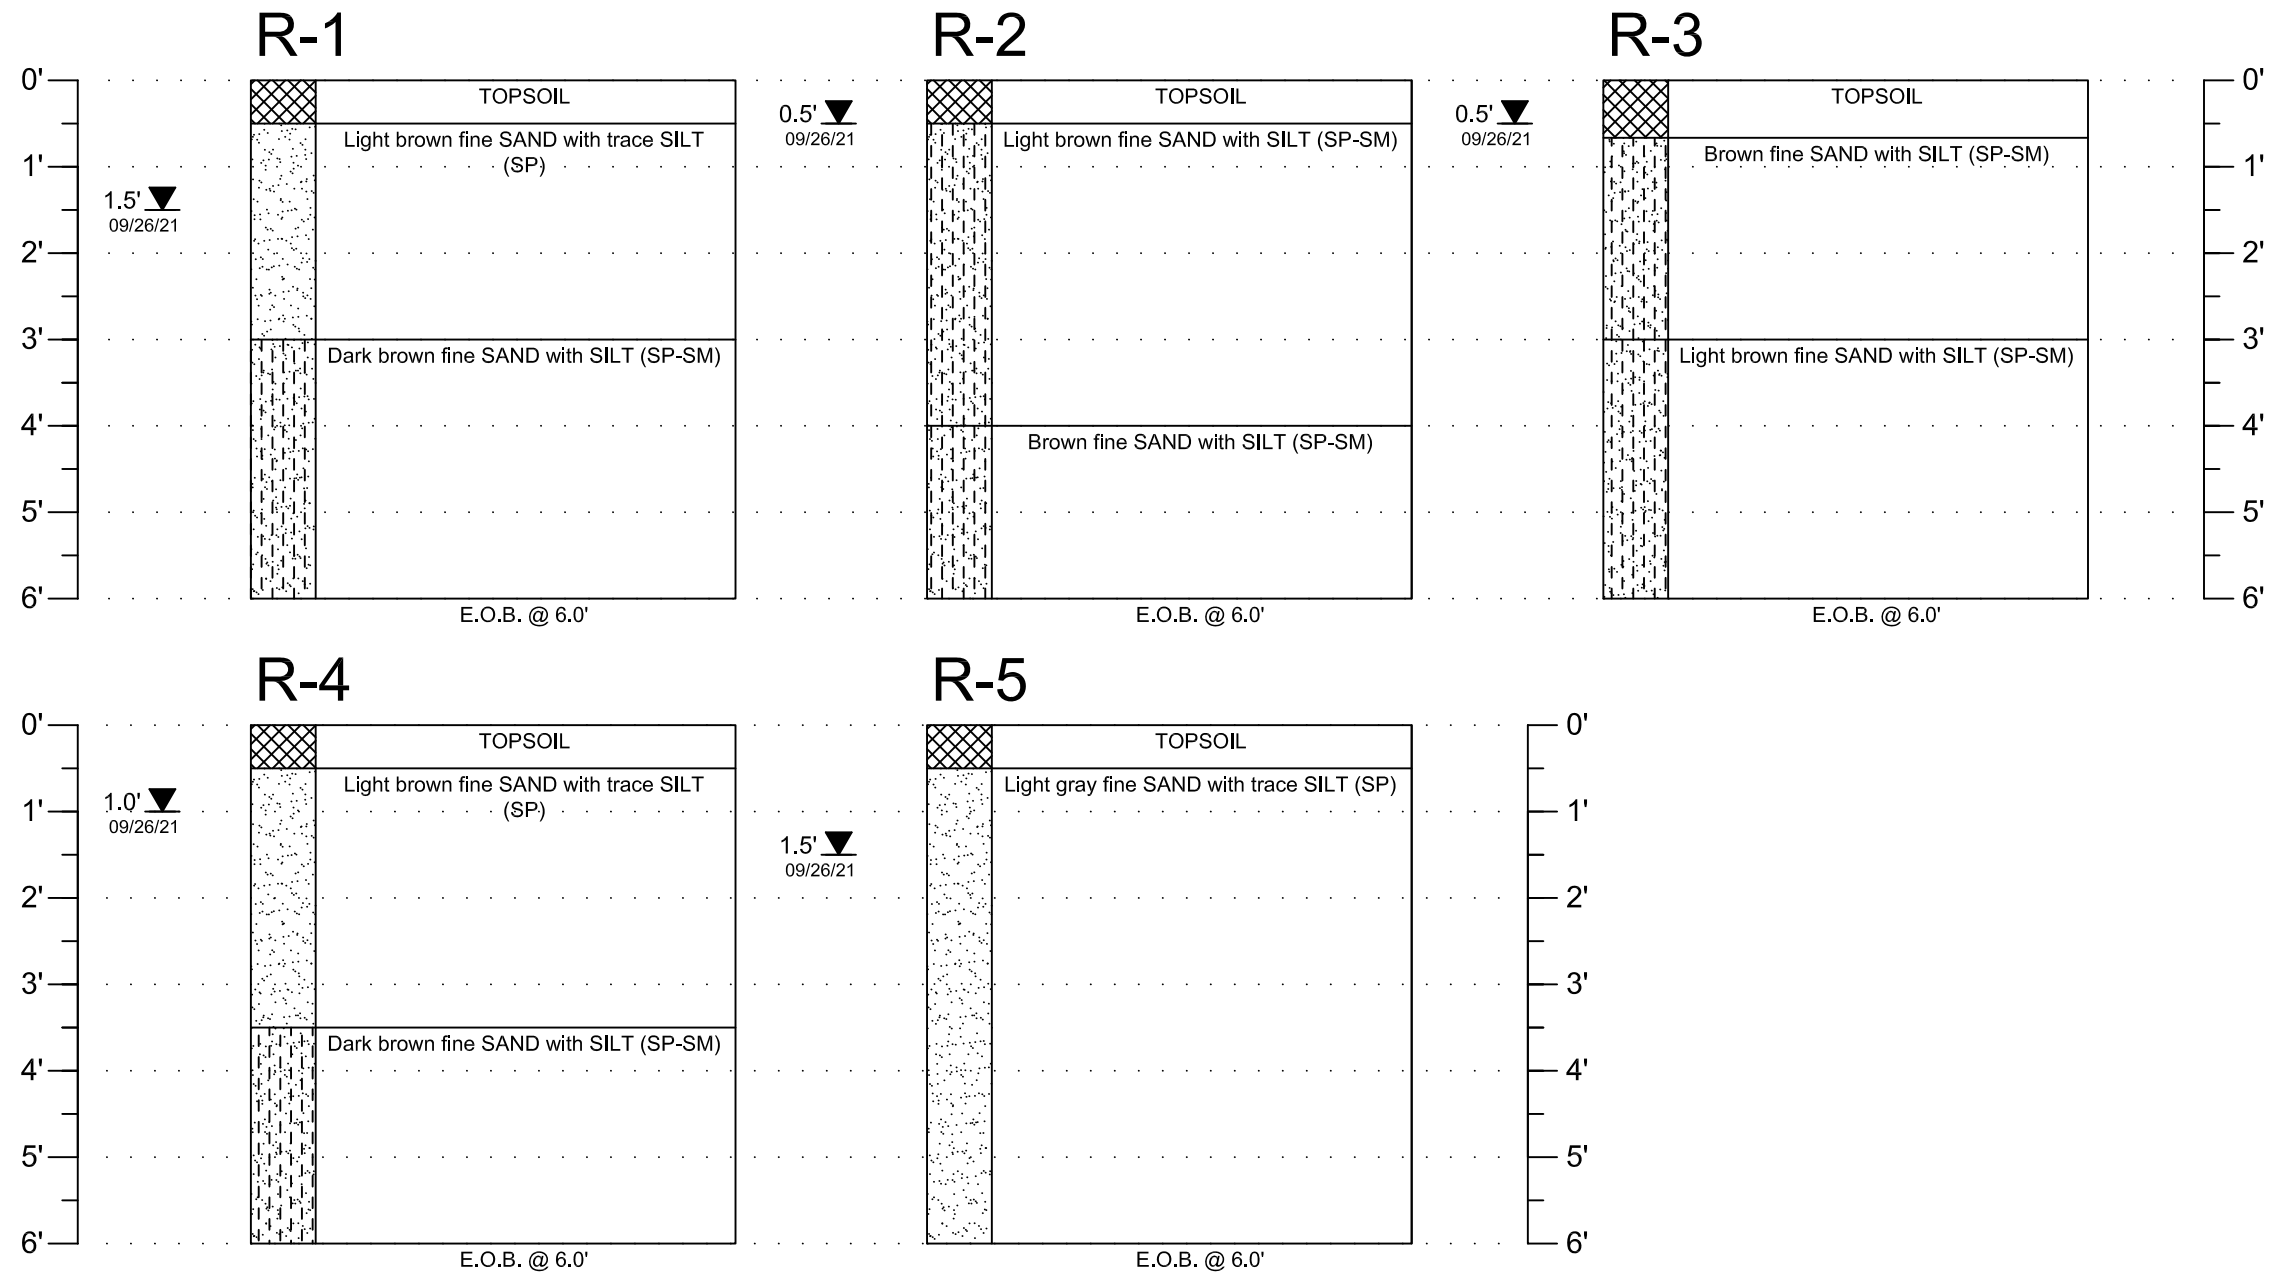 R-1
R-2
R-3
0'
1'
2'
3'
4'
5'
6'
1.5'
09/26/21
TOPSOIL
Light brown fine SAND with trace SILT
(SP)
Dark brown fine SAND with SILT (SP-SM)
E.O.B. @ 6.0'
0.5'
09/26/21
TOPSOIL
Light brown fine SAND with SILT (SP-SM)
Brown fine SAND with SILT (SP-SM)
E.O.B. @ 6.0'
0.5'
09/26/21
TOPSOIL
Brown fine SAND with SILT (SP-SM)
Light brown fine SAND with SILT (SP-SM)
E.O.B. @ 6.0'
0'
1'
2'
3'
4'
5'
6'
R-4
R-5
0'
1'
2'
3'
4'
5'
6'
1.0'
09/26/21
TOPSOIL
Light brown fine SAND with trace SILT
(SP)
Dark brown fine SAND with SILT (SP-SM)
E.O.B. @ 6.0'
1.5'
09/26/21
TOPSOIL
Light gray fine SAND with trace SILT (SP)
E.O.B. @ 6.0'
0'
1'
2'
3'
4'
5'
6'